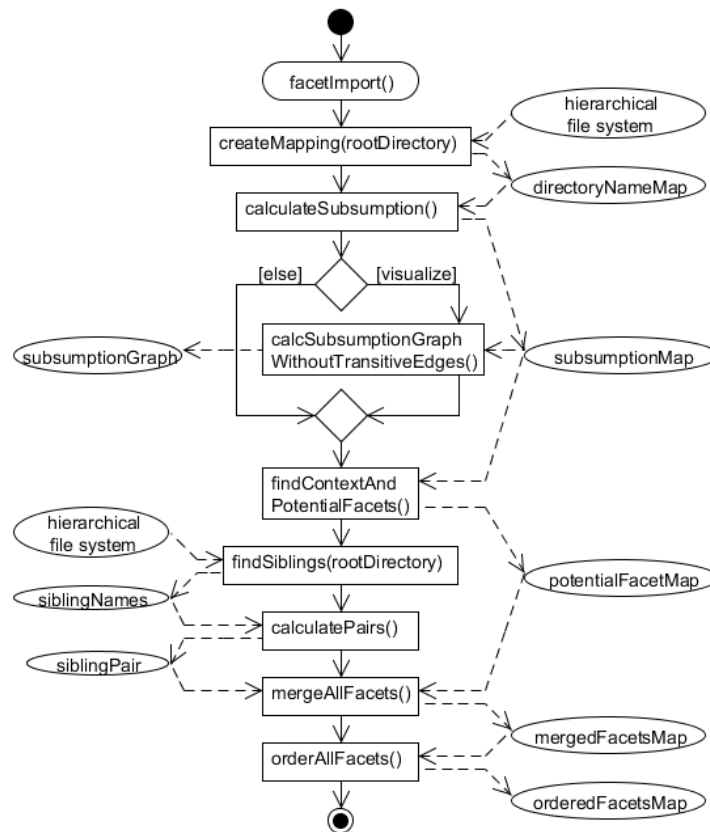 facetImport()
hierarchical
file system
createMapping(rootDirectory)
directoryNameMap
calculateSubsumption()
[else]
[visualize]
calcSubsumptionGraph
WithoutTransitiveEdges()
subsumptionGraph
subsumptionMap
findContextAnd
PotentialFacets()
hierarchical
file system
findSiblings(rootDirectory)
potentialFacetMap
siblingNames
calculatePairs()
siblingPair
mergeAllFacets()
mergedFacetsMap
orderAllFacets()
orderedFacetsMap